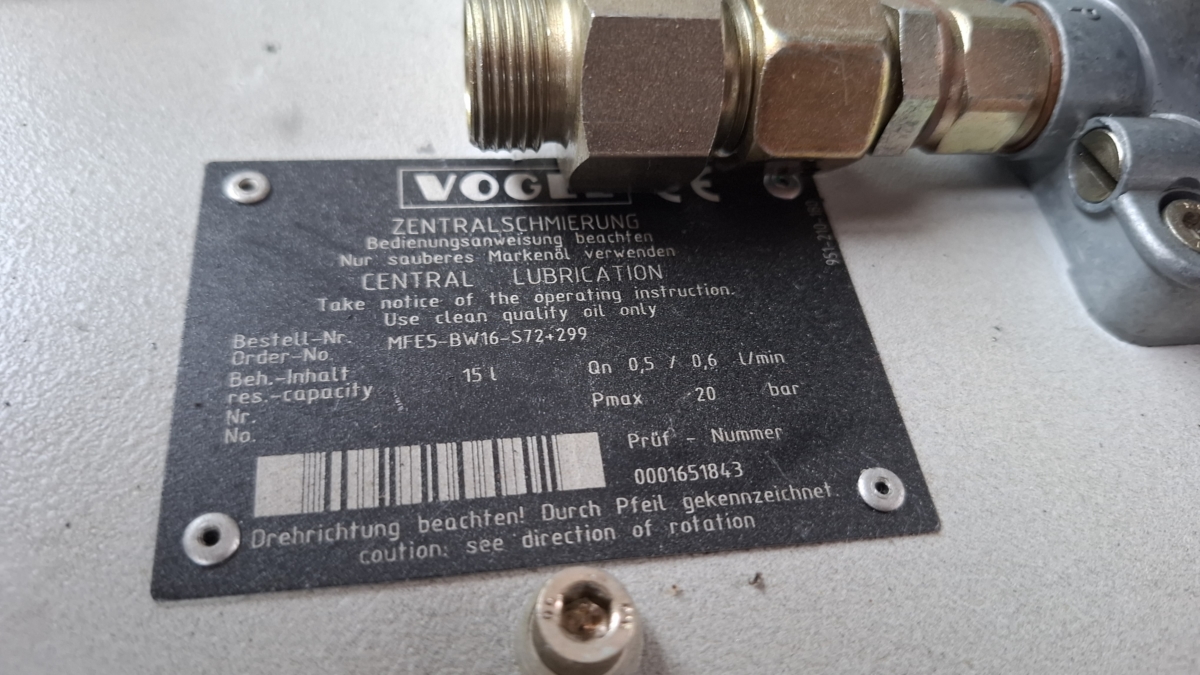 VOGEL CE
ZENTRALSCHMIERUNG
Bedienungsanweisung beachten
Nur sauberes Markenöl verwenden
CENTRAL LUBRICATION
Take notice of the operating instruction.
Use clean quality oil only
Bestell-Nr.
Order-No. MFE5-BW16-S72+299
Beh.-Inhalt
res.-capacity 15 l
Qn 0,5 / 0,6 l/min
Pmax 20 bar
Nr.
No.
Prüf - Nummer
0001651843
Drehrichtung beachten! Durch Pfeil gekennzeichnet.
caution: see direction of rotation